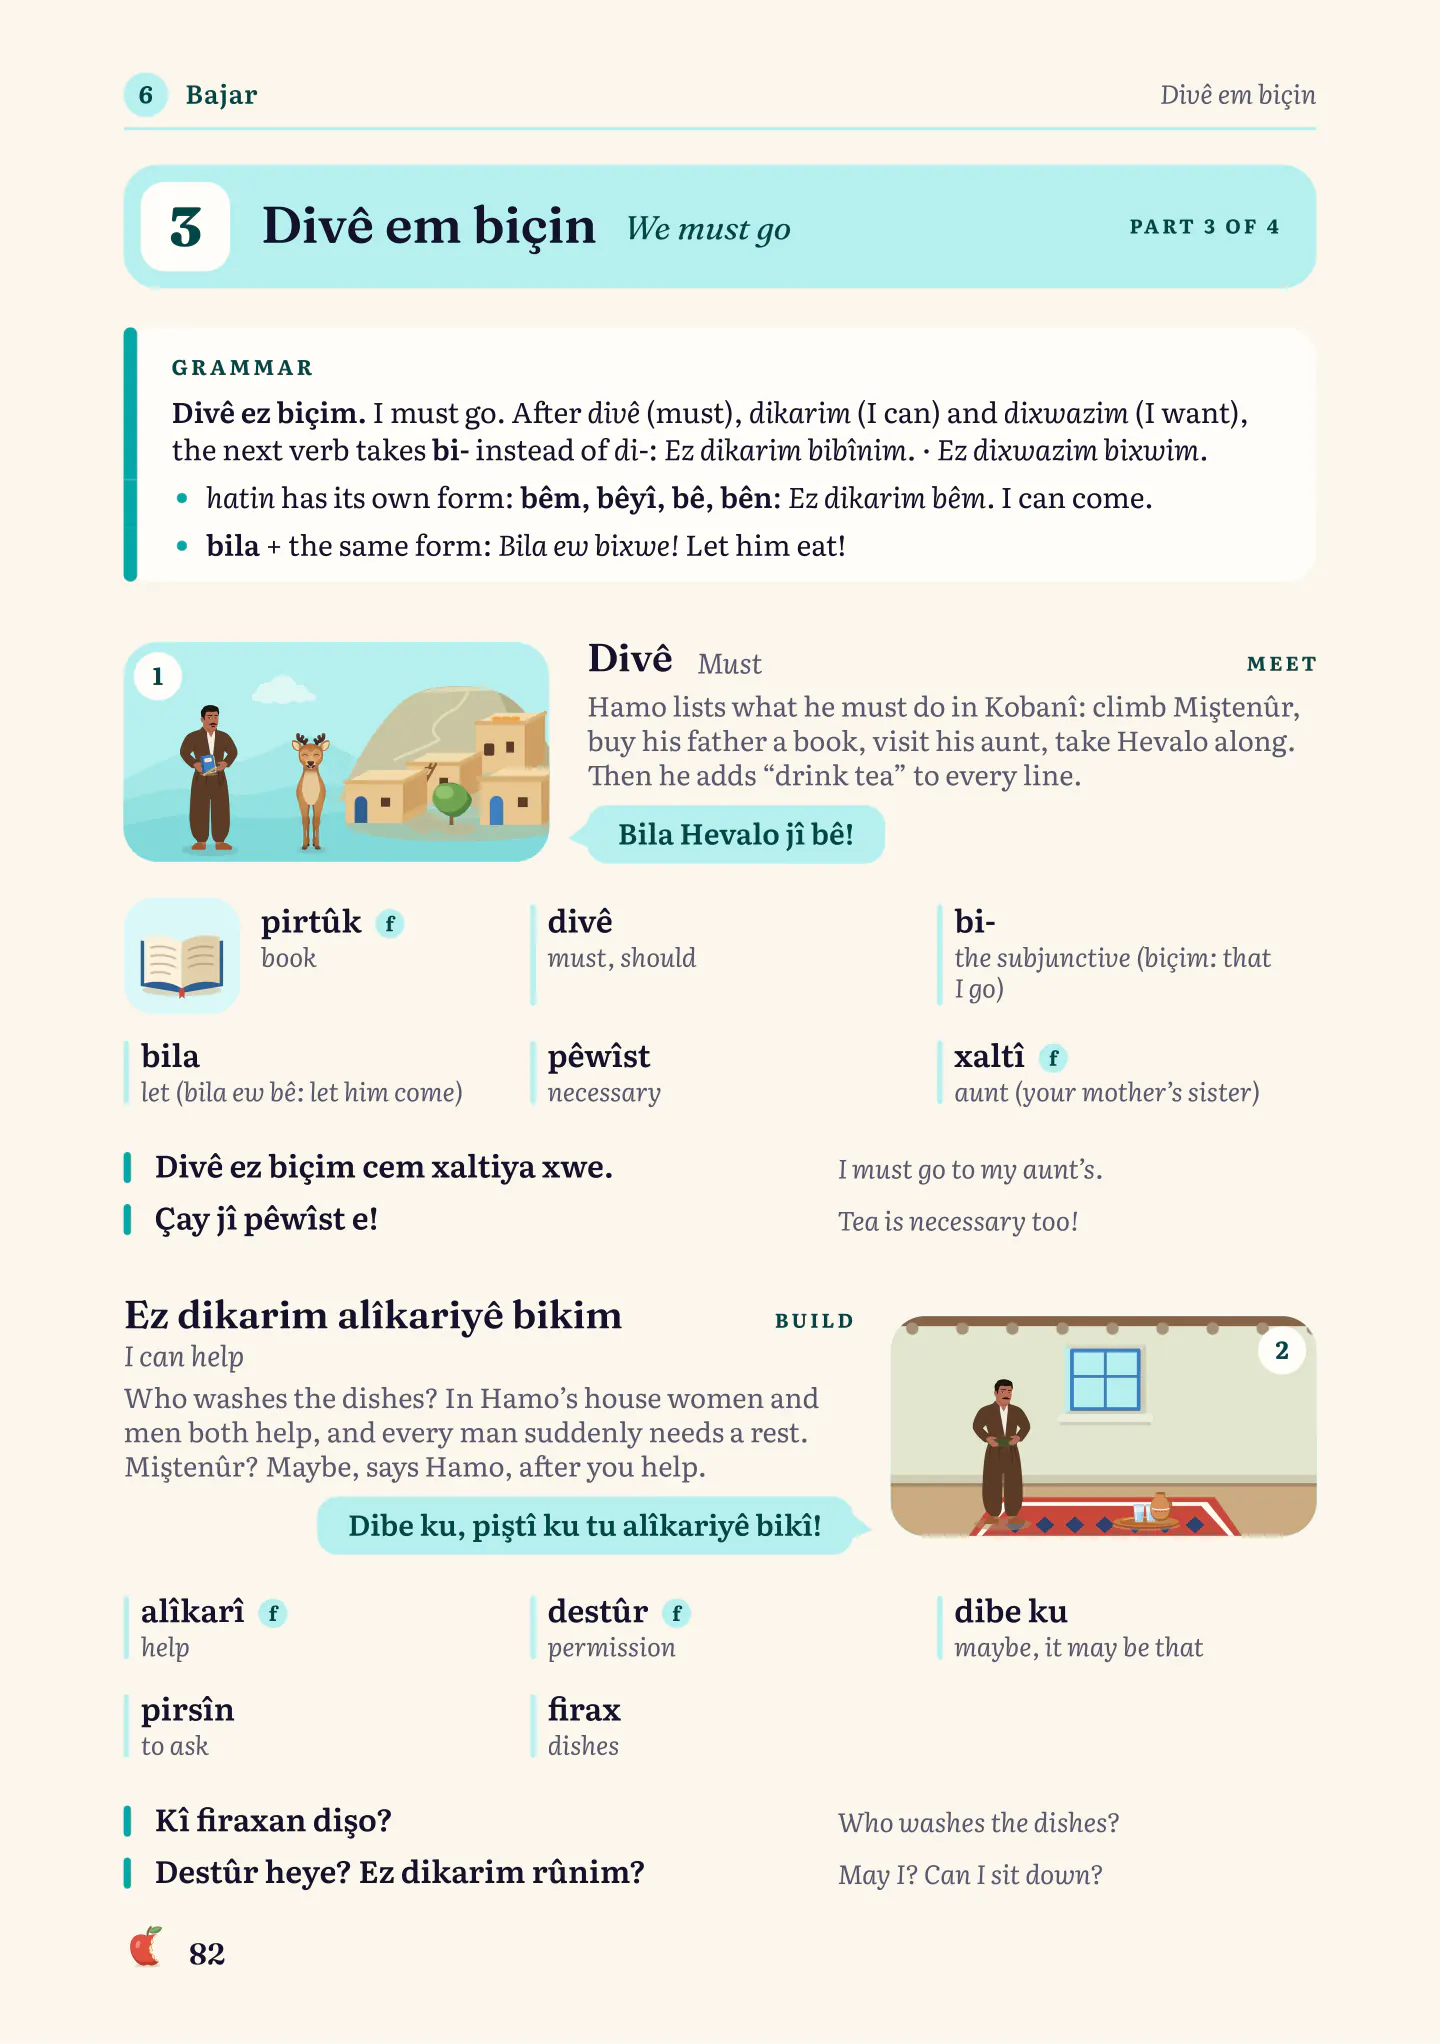 6 Bajar
Divê em biçin
3 Divê em biçin We must go PART 3 OF 4
GRAMMAR
Divê ez biçim. I must go. After divê (must), dikarim (I can) and dixwazim (I want),
the next verb takes bi- instead of di-: Ez dikarim bibînim. · Ez dixwazim bixwim.
• hatin has its own form: bêm, bêyî, bê, bên: Ez dikarim bêm. I can come.
• bila + the same form: Bila ew bixwe! Let him eat!
1
Divê Must MEET
Hamo lists what he must do in Kobanî: climb Miştenûr,
buy his father a book, visit his aunt, take Hevalo along.
Then he adds “drink tea” to every line.
Bila Hevalo jî bê!
pirtûk f
book
divê
must, should
bi-
the subjunctive (biçim: that
I go)
bila
let (bila ew bê: let him come)
pêwîst
necessary
xaltî f
aunt (your mother’s sister)
Divê ez biçim cem xaltiya xwe. I must go to my aunt’s.
Çay jî pêwîst e! Tea is necessary too!
Ez dikarim alîkariyê bikim BUILD
I can help
Who washes the dishes? In Hamo’s house women and
men both help, and every man suddenly needs a rest.
Miştenûr? Maybe, says Hamo, after you help.
Dibe ku, piştî ku tu alîkariyê bikî!
2
alîkarî f
help
destûr f
permission
dibe ku
maybe, it may be that
pirsîn
to ask
firax
dishes
Kî firaxan dişo? Who washes the dishes?
Destûr heye? Ez dikarim rûnim? May I? Can I sit down?
82